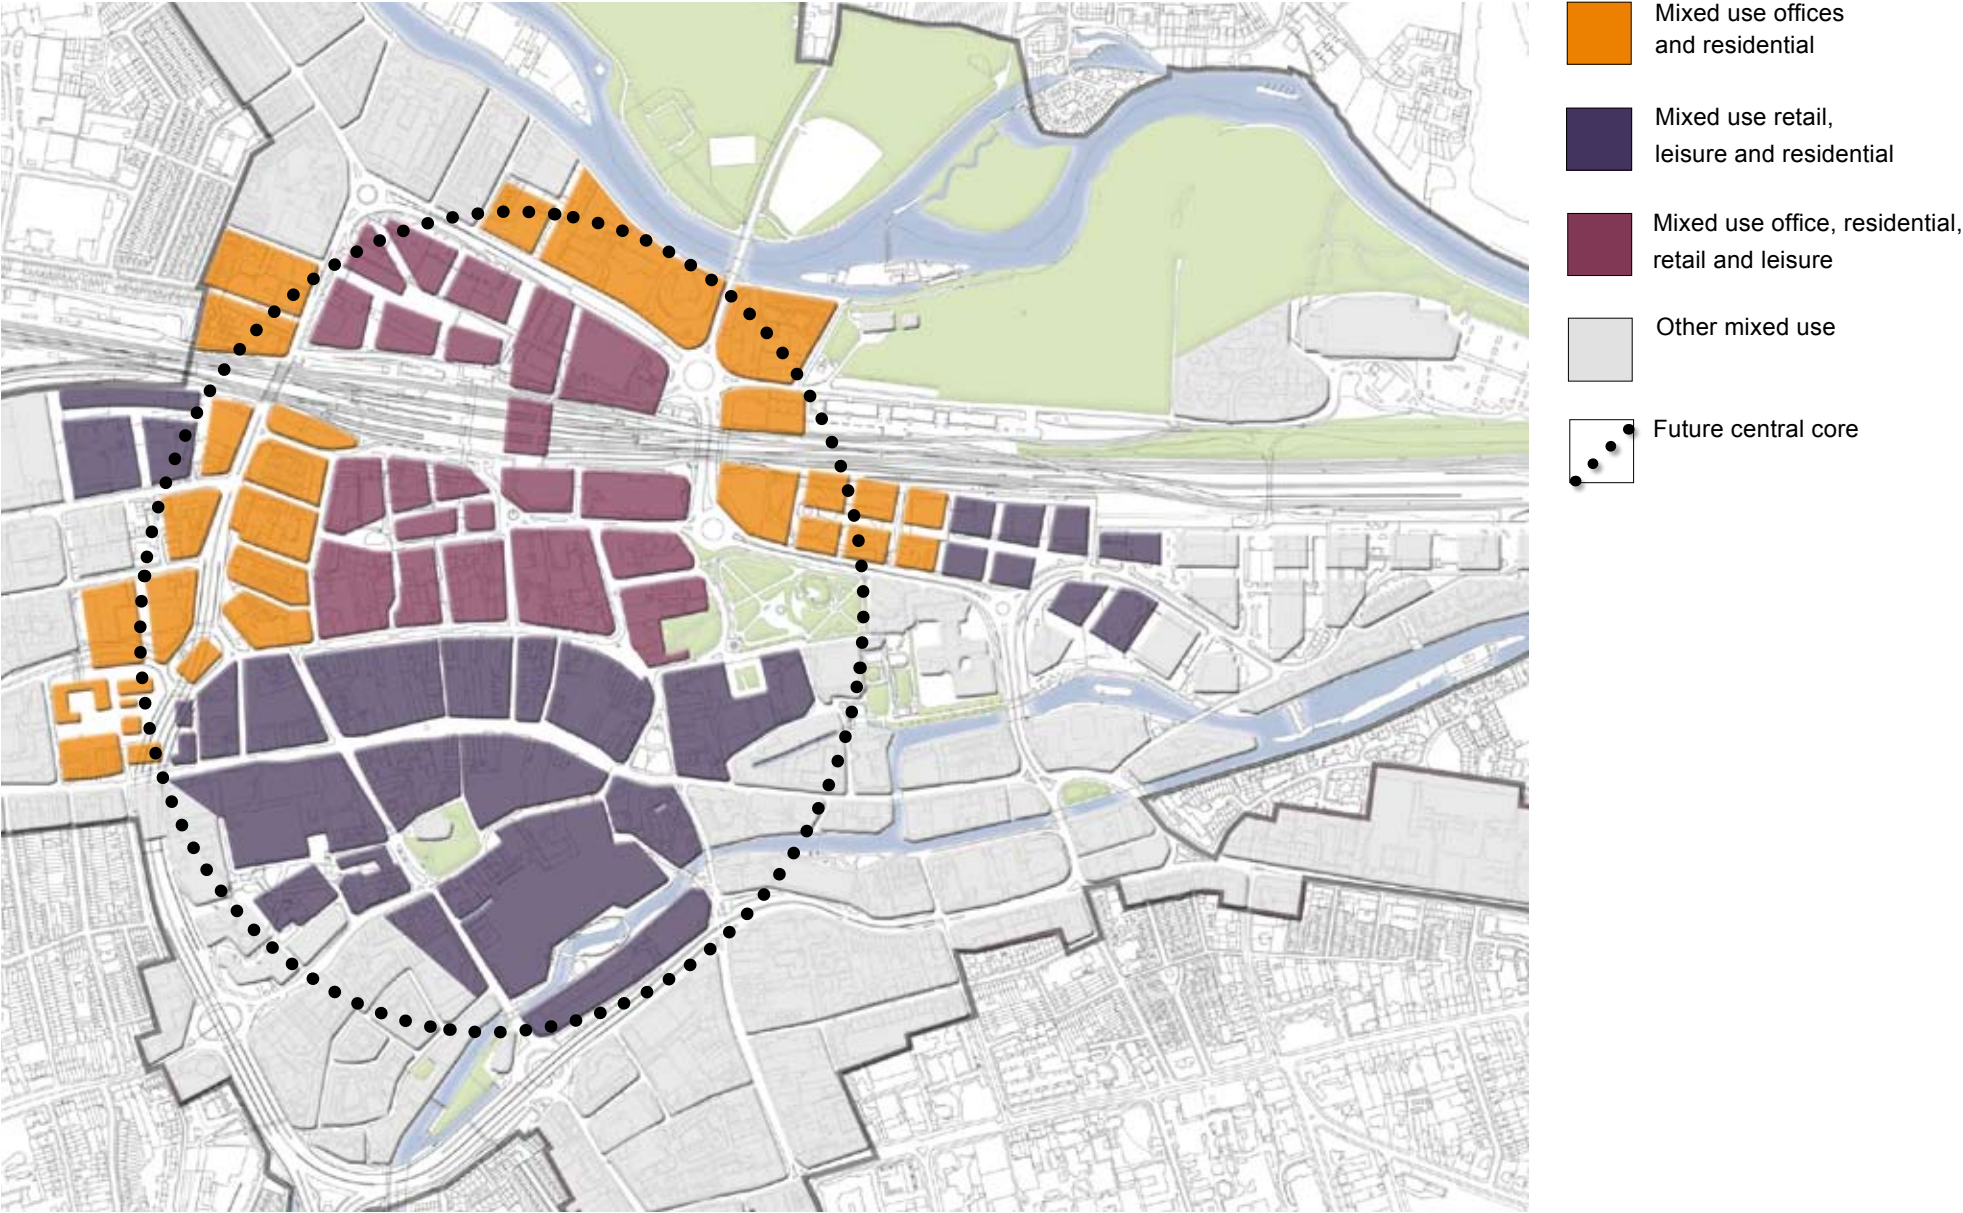 Mixed use offices
and residential
Mixed use retail,
leisure and residential
Mixed use office, residential,
retail and leisure
Other mixed use
Future central core